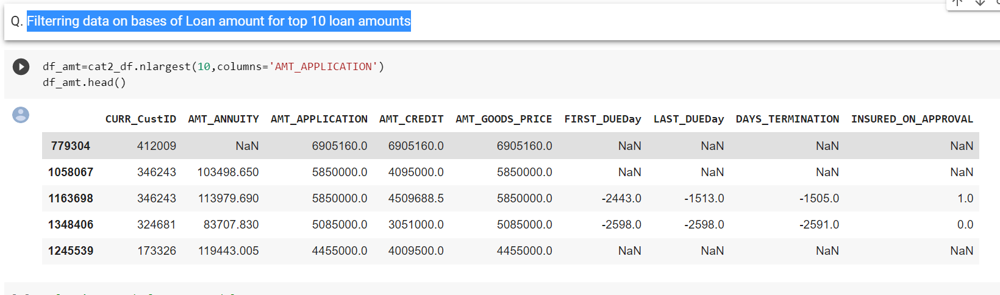 Q. Filterring data on bases of Loan amount for top 10 loan amounts
df_amt=cat2_df.nlargest(10,columns='AMT_APPLICATION')
df_amt.head()
CURR_CustID AMT_ANNUITY AMT_APPLICATION AMT_CREDIT AMT_GOODS_PRICE FIRST_DUEDay LAST_DUEDay DAYS_TERMINATION INSURED_ON_APPROVAL
779304 412009 NaN 6905160.0 6905160.0 6905160.0 NaN NaN NaN NaN
1058067 346243 103498.650 5850000.0 4095000.0 5850000.0 NaN NaN NaN NaN
1163698 346243 113979.690 5850000.0 4509688.5 5850000.0 -2443.0 -1513.0 -1505.0 1.0
1348406 324681 83707.830 5085000.0 3051000.0 5085000.0 -2598.0 -2598.0 -2591.0 0.0
1245539 173326 119443.005 4455000.0 4009500.0 4455000.0 NaN NaN NaN NaN